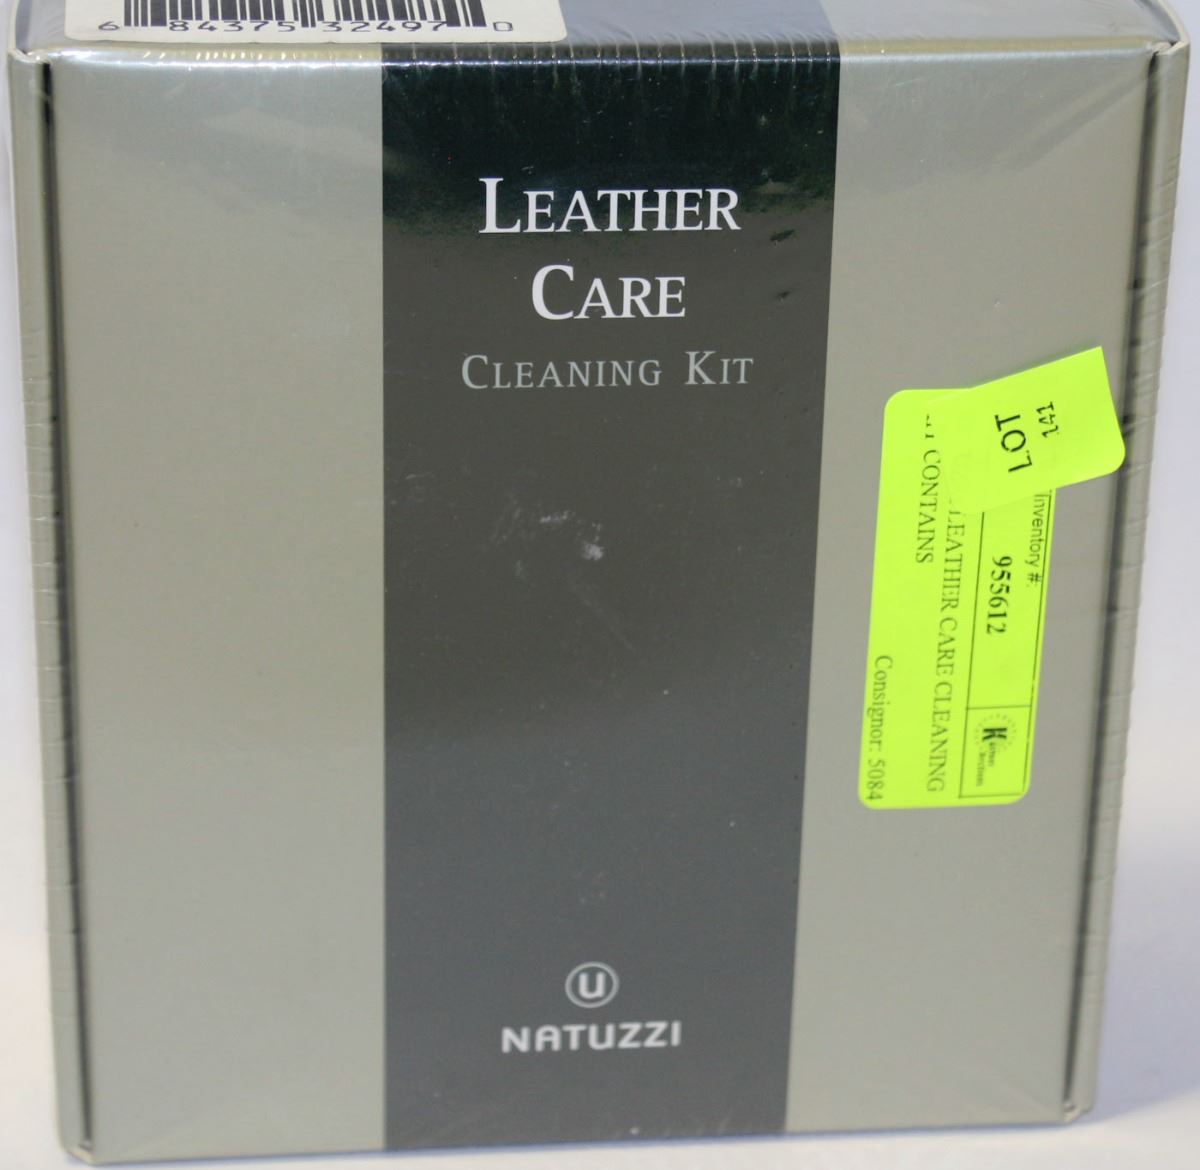 6 84375 32497 0
LEATHER
CARE
CLEANING KIT
LOT
141
Inventory #:
955612
LEATHER CARE CLEANING
CONTAINS
Consignor: 5084
U
NATUZZI